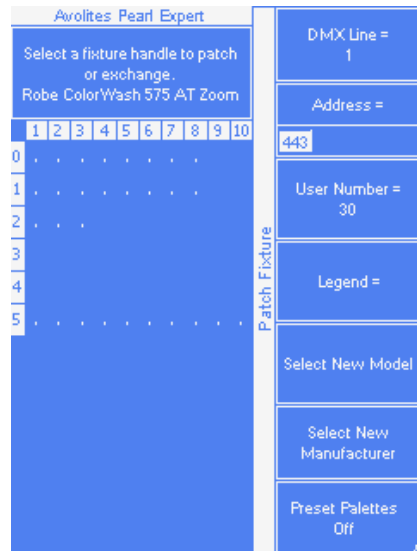 Avolites Pearl Expert
Select a fixture handle to patch
or exchange.
Robe ColorWash 575 AT Zoom
1 2 3 4 5 6 7 8 9 10
0
1
2
3
4
5
Patch Fixture
DMX Line =
1
Address =
443
User Number =
30
Legend =
Select New Model
Select New
Manufacturer
Preset Palettes
Off